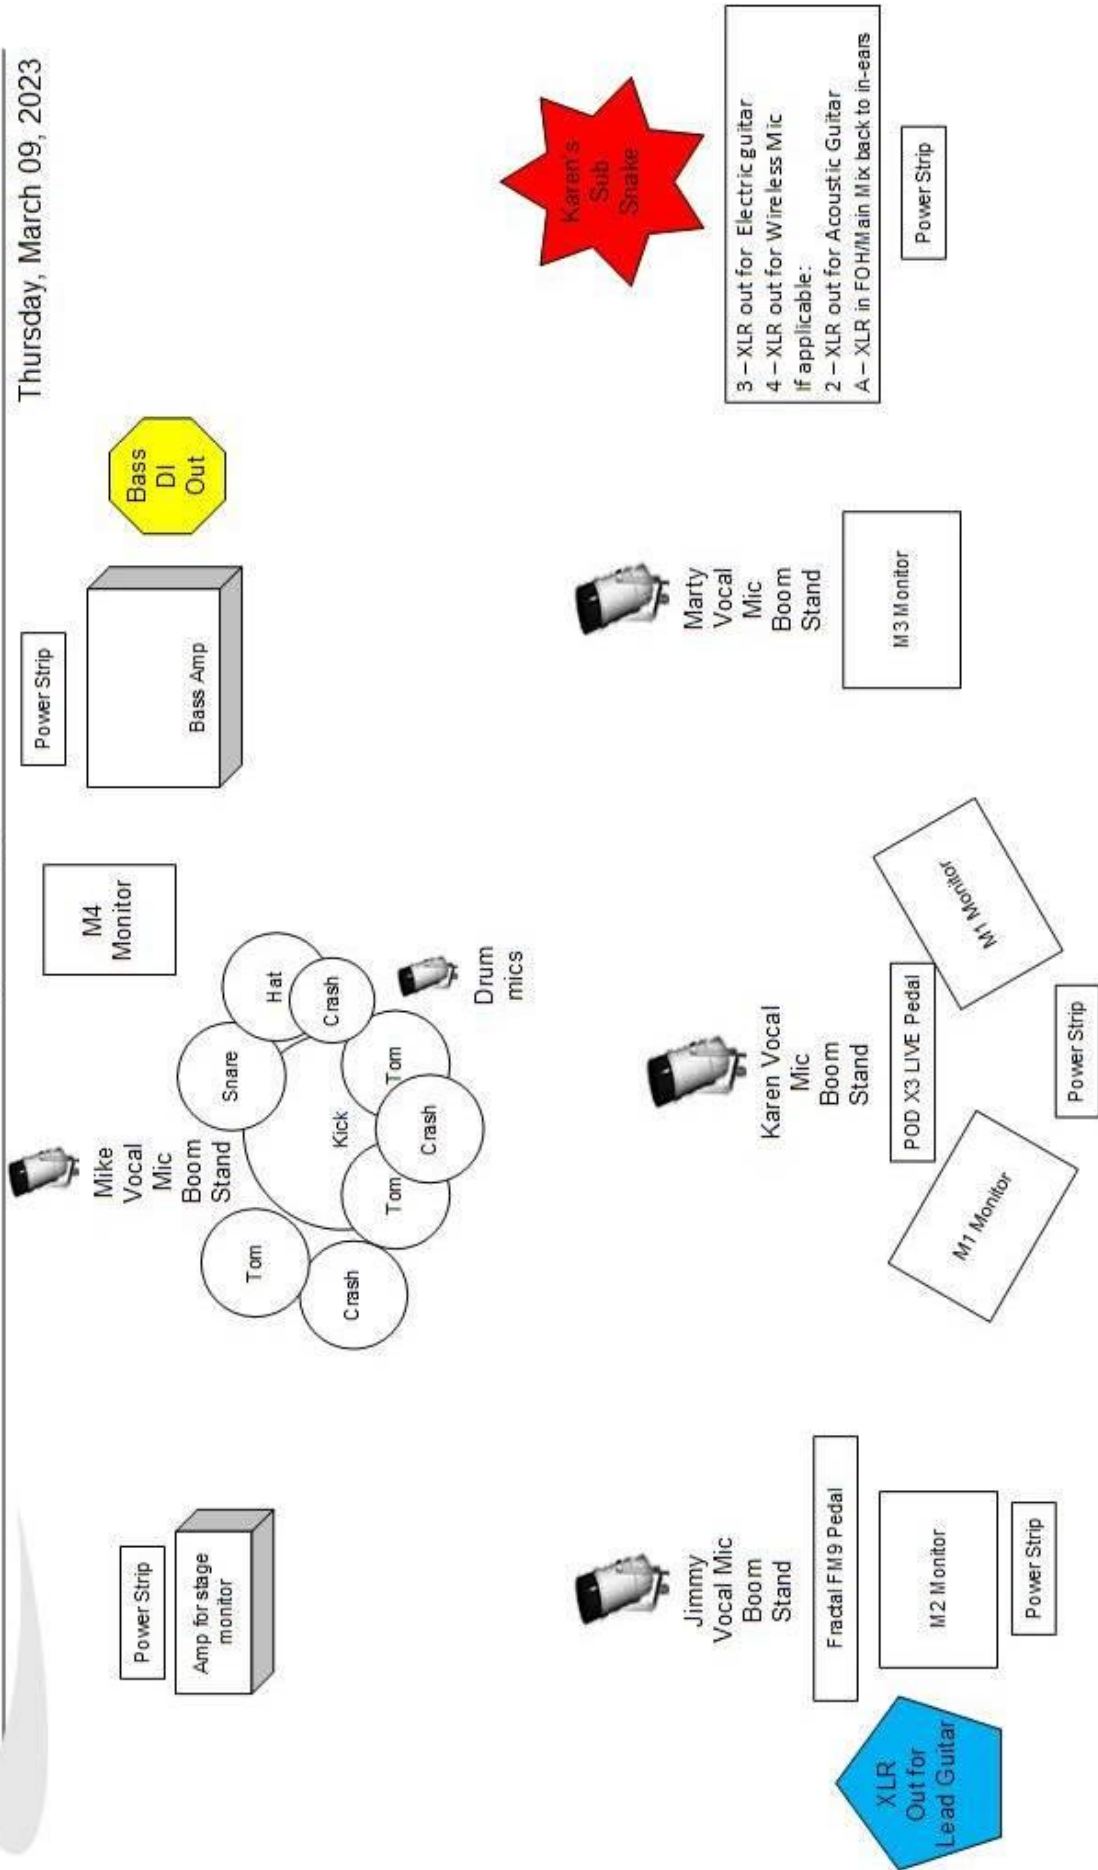 Thursday, March 09, 2023
Power Strip
Amp for stage
monitor
Mike
Vocal
Mic
Boom
Stand
M4
Monitor
Power Strip
Bass Amp
Bass
DI
Out
Snare
Hat
Crash
Tom
Crash
Kick
Tom
Crash
Tom
Drum
mics
Jimmy
Vocal Mic
Boom
Stand
Fractal FM9 Pedal
M2 Monitor
Power Strip
XLR
Out for
Lead Guitar
Karen Vocal
Mic
Boom
Stand
POD X3 LIVE Pedal
M1 Monitor
M1 Monitor
Power Strip
Marty
Vocal
Mic
Boom
Stand
M3 Monitor
Karen's
Sub
Snake
3 – XLR out for Electric guitar
4 – XLR out for Wireless Mic
If applicable:
2 – XLR out for Acoustic Guitar
A – XLR in FOH/Main Mix back to in-ears
Power Strip